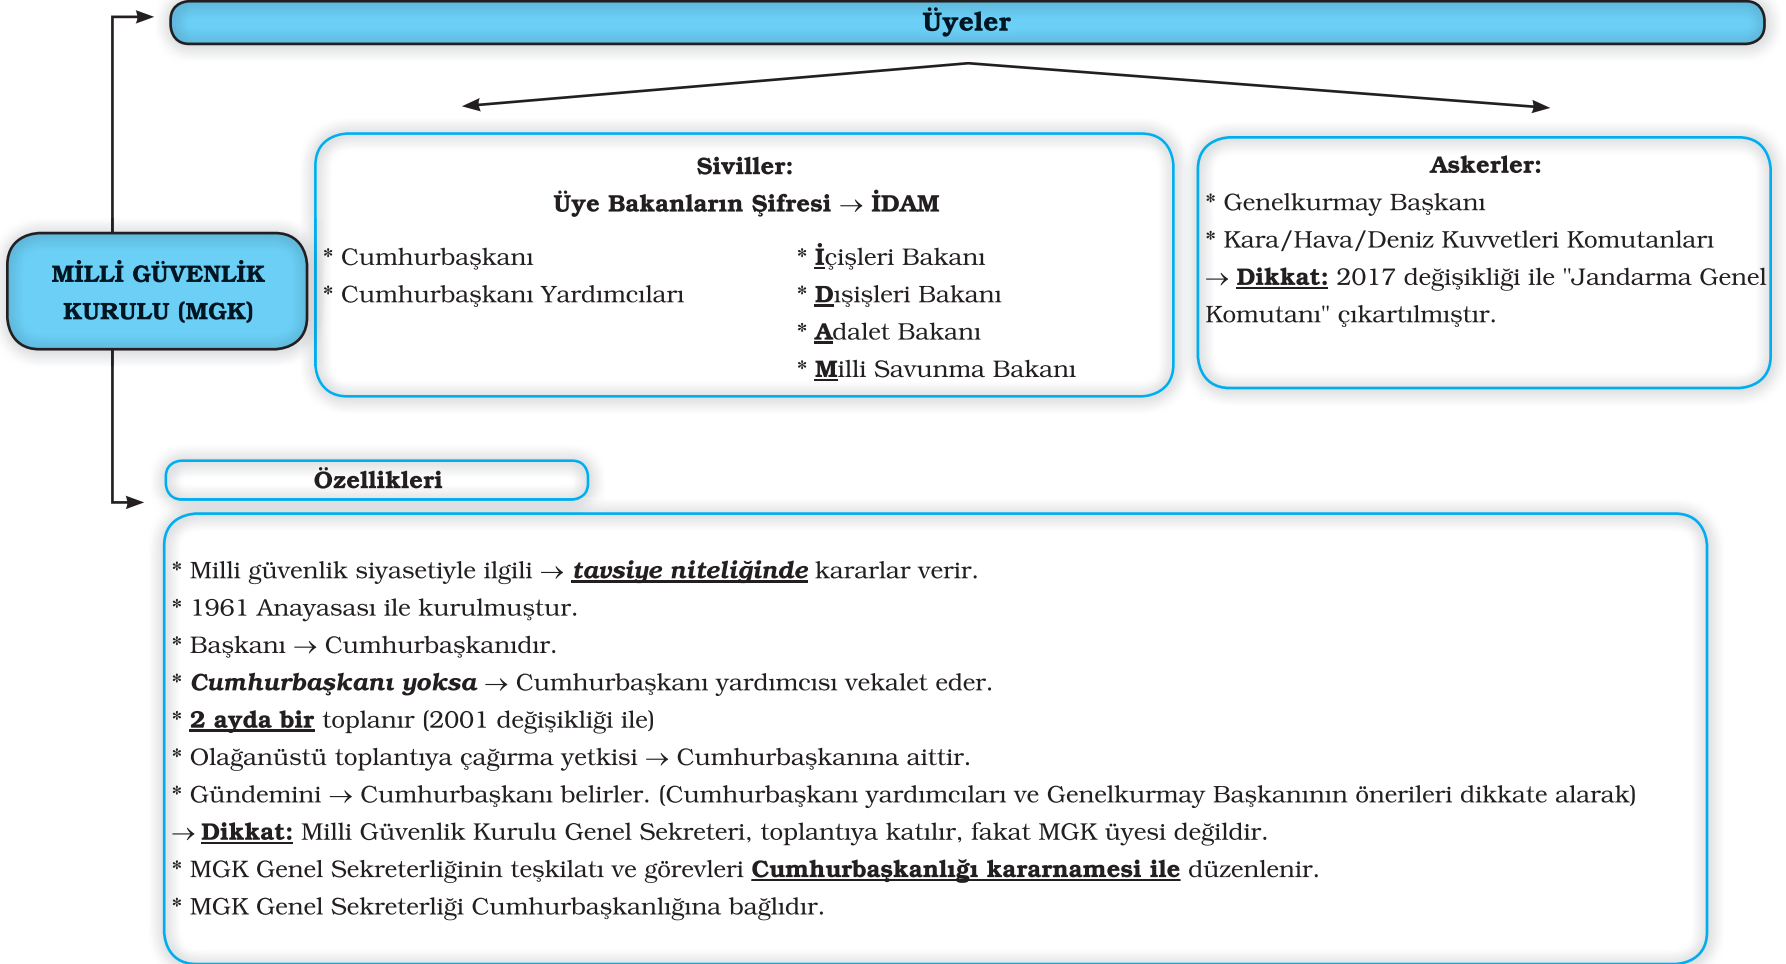 Üyeler
MİLLİ GÜVENLİK
KURULU (MGK)
Siviller:
Üye Bakanların Şifresi → İDAM
* Cumhurbaşkanı
* Cumhurbaşkanı Yardımcıları
* İçişleri Bakanı
* Dışişleri Bakanı
* Adalet Bakanı
* Milli Savunma Bakanı
Askerler:
* Genelkurmay Başkanı
* Kara/Hava/Deniz Kuvvetleri Komutanları
→ Dikkat: 2017 değişikliği ile "Jandarma Genel
Komutanı" çıkartılmıştır.
Özellikleri
* Milli güvenlik siyasetiyle ilgili → tavsiye niteliğinde kararlar verir.
* 1961 Anayasası ile kurulmuştur.
* Başkanı → Cumhurbaşkanıdır.
* Cumhurbaşkanı yoksa → Cumhurbaşkanı yardımcısı vekalet eder.
* 2 ayda bir toplanır (2001 değişikliği ile)
* Olağanüstü toplantıya çağırma yetkisi → Cumhurbaşkanına aittir.
* Gündemini → Cumhurbaşkanı belirler. (Cumhurbaşkanı yardımcıları ve Genelkurmay Başkanının önerileri dikkate alarak)
→ Dikkat: Milli Güvenlik Kurulu Genel Sekreteri, toplantıya katılır, fakat MGK üyesi değildir.
* MGK Genel Sekreterliğinin teşkilatı ve görevleri Cumhurbaşkanlığı kararnamesi ile düzenlenir.
* MGK Genel Sekreterliği Cumhurbaşkanlığına bağlıdır.